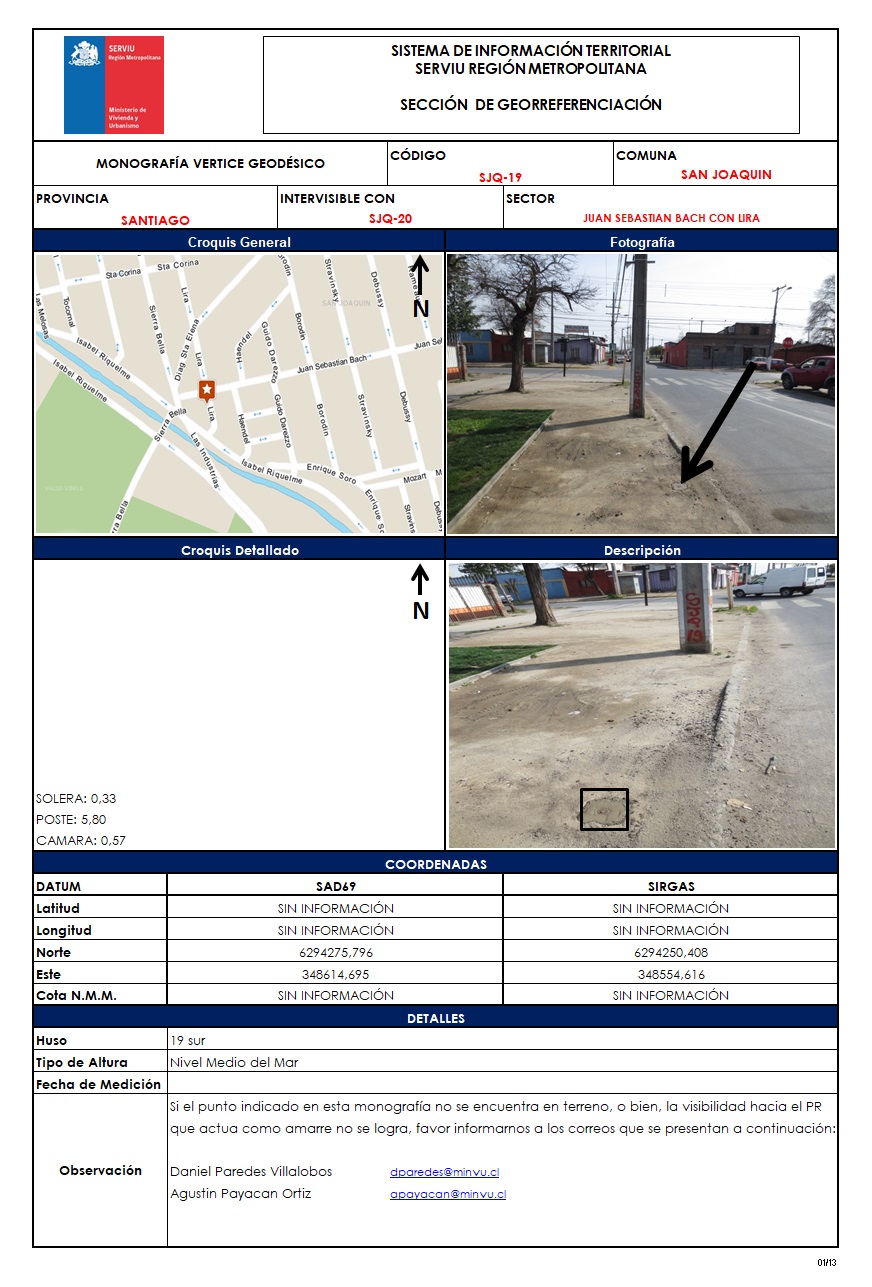 SERVIU
Región Metropolitana
Ministerio de
Vivienda y
Urbanismo
SISTEMA DE INFORMACIÓN TERRITORIAL
SERVIU REGIÓN METROPOLITANA
SECCIÓN DE GEORREFERENCIACIÓN
MONOGRAFÍA VERTICE GEODÉSICO
CÓDIGO
SJQ-19
COMUNA
SAN JOAQUIN
PROVINCIA
SANTIAGO
INTERVISIBLE CON
SJQ-20
SECTOR
JUAN SEBASTIAN BACH CON LIRA
Croquis General
Fotografía
Sta Corina
Sta Corina
Las Melosas
Tocornal
Sierra Bella
Lira
Diag Sta Elena
Lira
Lira
Haendel
Guido Darezzo
Borodin
Borodin
Stravinsky
Debussy
SAN JOAQUIN
N
Juan Sebastian Bach
Juan Se
Isabel Riquelme
Isabel Riquelme
Sierra Bella
Las Industrias
Haendel
Guido Darezzo
Borodin
Stravinsky
Debussy
Isabel Riquelme
Enrique Soro
Mozart
M
Enrique Sc
Stravins
Debus
rra Bella
Croquis Detallado
Descripción
N
SJQ
19
SOLERA: 0,33
POSTE: 5,80
CAMARA: 0,57
COORDENADAS
DATUM SAD69 SIRGAS
Latitud SIN INFORMACIÓN SIN INFORMACIÓN
Longitud SIN INFORMACIÓN SIN INFORMACIÓN
Norte 6294275,796 6294250,408
Este 348614,695 348554,616
Cota N.M.M. SIN INFORMACIÓN SIN INFORMACIÓN
DETALLES
Huso 19 sur
Tipo de Altura Nivel Medio del Mar
Fecha de Medición
Observación
Si el punto indicado en esta monografía no se encuentra en terreno, o bien, la visibilidad hacia el PR
que actua como amarre no se logra, favor informarnos a los correos que se presentan a continuación:
Daniel Paredes Villalobos dparedes@minvu.cl
Agustin Payacan Ortiz apayacan@minvu.cl
01/13